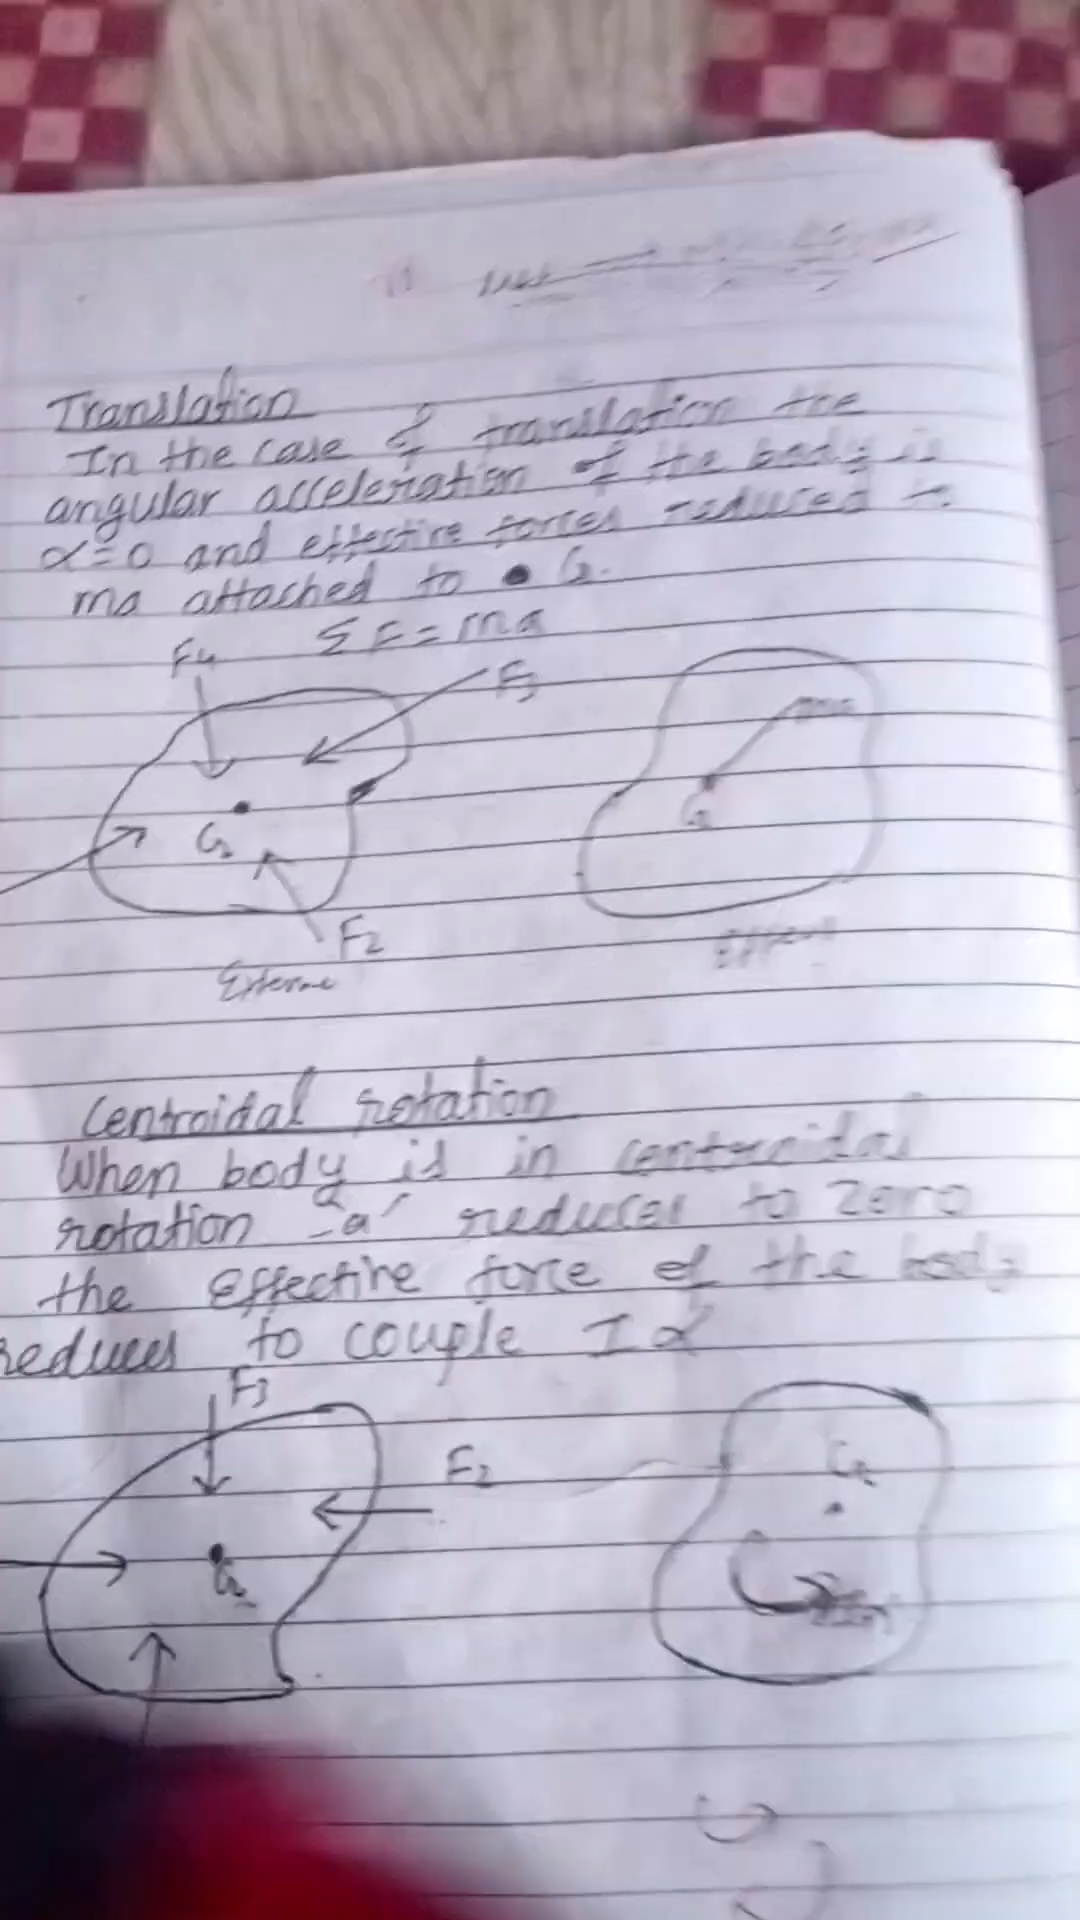 Translation
In the case of translation the
angular acceleration of the body is
α=0 and effective forces reduced to
ma attached to • G.
ΣF=ma
F4
F3
G
G
F2
Externa
Centroidal rotation
When body is in centroidal
rotation -a' reduces to zero
the effective force of the body
reduces to couple Iα
F3
F2
G
G